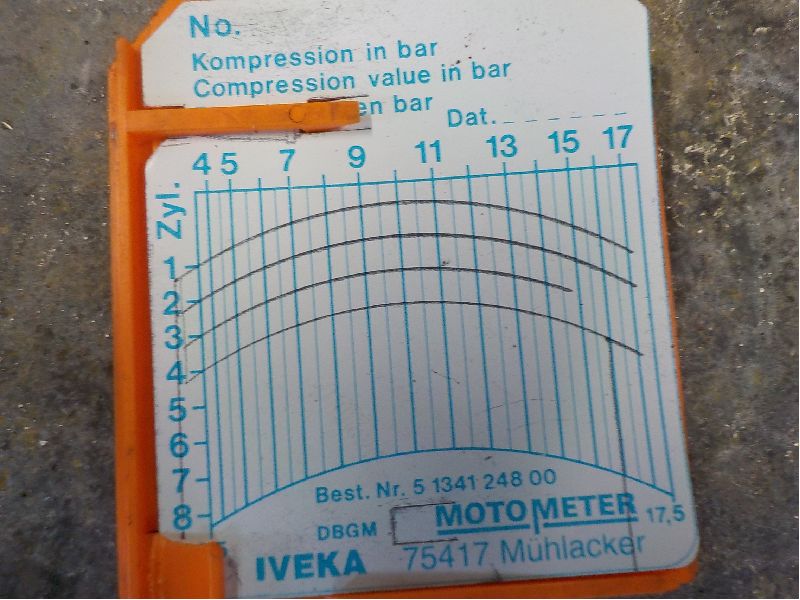 No.
Kompression in bar
Compression value in bar
en bar
Dat.
4 5 7 9 11 13 15 17
Zyl.
1
2
3
4
5
6
7
8
Best. Nr. 5 1341 248 00
DBGM MOTOMETER 17,5
IVEKA 75417 Mühlacker